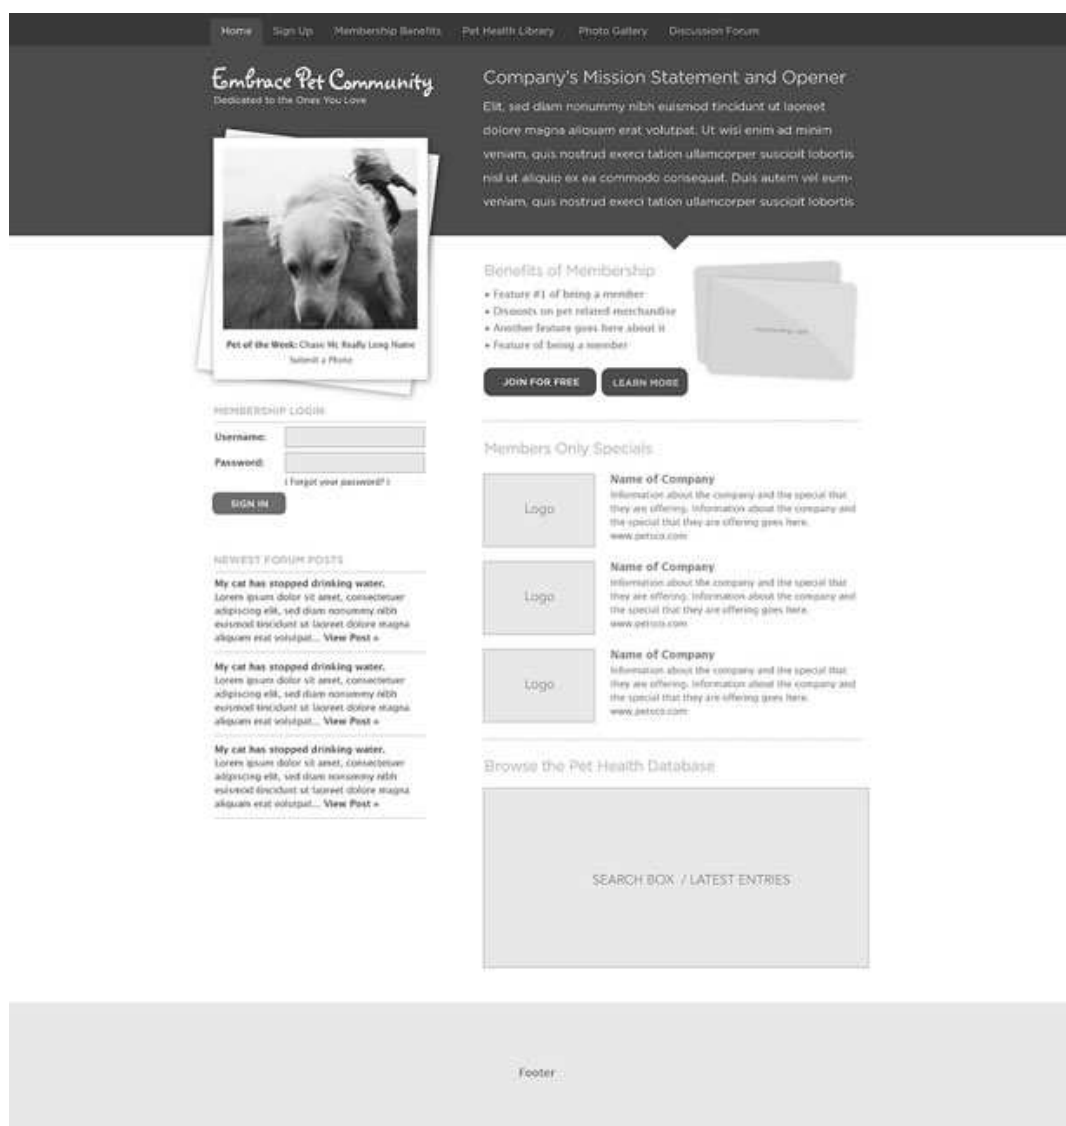 Home Sign Up Membership Benefits Pet Health Library Photo Gallery Discussion Forum
Embrace Pet Community
Dedicated to the Ones You Love
Pet of the Week: Chase Mc Really Long Name
Submit a Photo
MEMBERSHIP LOGIN
Username:
Password:
( Forgot your password? )
SIGN IN
NEWEST FORUM POSTS
My cat has stopped drinking water.
Lorem ipsum dolor sit amet, consectetuer
adipiscing elit, sed diam nonummy nibh
euismod tincidunt ut laoreet dolore magna
aliquam erat volutpat... View Post »
My cat has stopped drinking water.
Lorem ipsum dolor sit amet, consectetuer
adipiscing elit, sed diam nonummy nibh
euismod tincidunt ut laoreet dolore magna
aliquam erat volutpat... View Post »
My cat has stopped drinking water.
Lorem ipsum dolor sit amet, consectetuer
adipiscing elit, sed diam nonummy nibh
euismod tincidunt ut laoreet dolore magna
aliquam erat volutpat... View Post »
Company's Mission Statement and Opener
Elit, sed diam nonummy nibh euismod tincidunt ut laoreet
dolore magna aliquam erat volutpat. Ut wisi enim ad minim
veniam, quis nostrud exerci tation ullamcorper suscipit lobortis
nisl ut aliquip ex ea commodo consequat. Duis autem vel eum-
veniam, quis nostrud exerci tation ullamcorper suscipit lobortis
Benefits of Membership
• Feature #1 of being a member
• Disounts on pet related merchandise
• Another feature goes here about it
• Feature of being a member
JOIN FOR FREE LEARN MORE
Members Only Specials
Logo
Name of Company
Information about the company and the special that
they are offering. Information about the company and
the special that they are offering goes here.
www.petsco.com
Logo
Name of Company
Information about the company and the special that
they are offering. Information about the company and
the special that they are offering goes here.
www.petsco.com
Logo
Name of Company
Information about the company and the special that
they are offering. Information about the company and
the special that they are offering goes here.
www.petsco.com
Browse the Pet Health Database
SEARCH BOX / LATEST ENTRIES
Footer